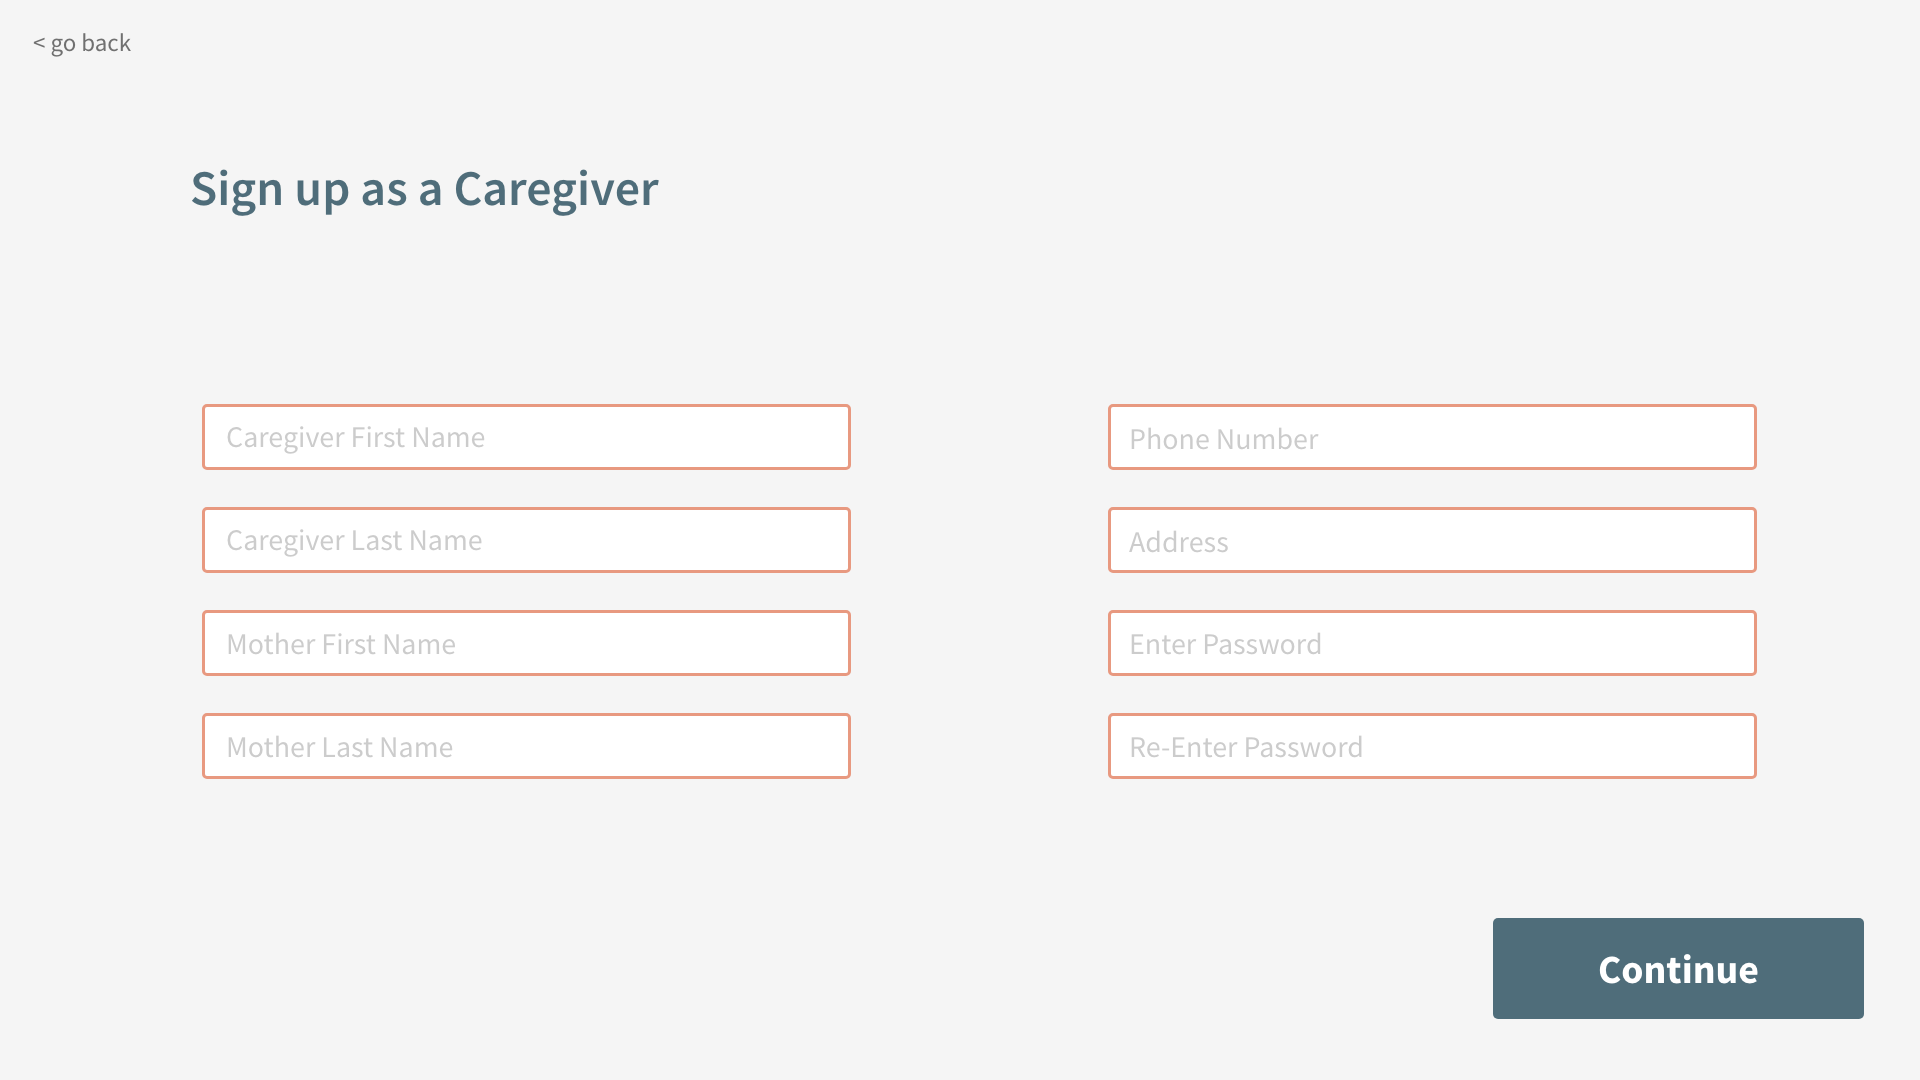 < go back
Sign up as a Caregiver
Caregiver First Name
Caregiver Last Name
Mother First Name
Mother Last Name
Phone Number
Address
Enter Password
Re-Enter Password
Continue